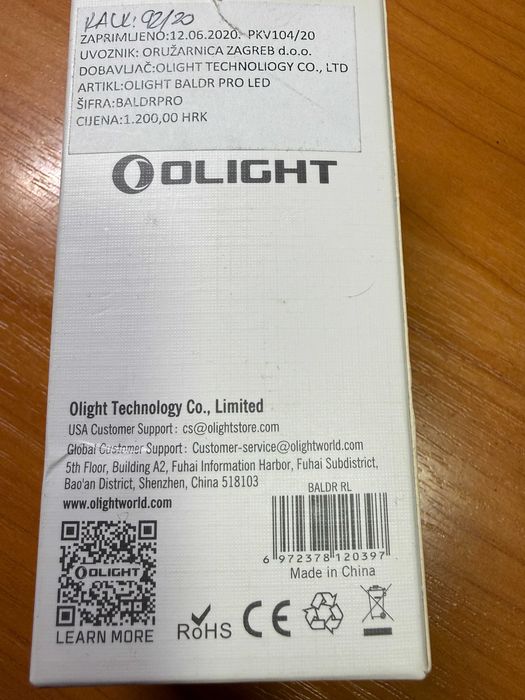 KALK: 92/20
ZAPRIMLJENO:12.06.2020. PKV104/20
UVOZNIK: ORUŽARNICA ZAGREB d.o.o.
DOBAVLJAČ:OLIGHT TECHNOLIOGY CO., LTD
ARTIKL:OLIGHT BALDR PRO LED
ŠIFRA:BALDRPRO
CIJENA:1.200,00 HRK
OLIGHT
Olight Technology Co., Limited
USA Customer Support : cs@olightstore.com
Global Customer Support : Customer-service@olightworld.com
5th Floor, Building A2, Fuhai Information Harbor, Fuhai Subdistrict,
Bao'an District, Shenzhen, China 518103
www.olightworld.com
BALDR RL
6 972378 120397
Made in China
OLIGHT
LEARN MORE
RoHS
CE